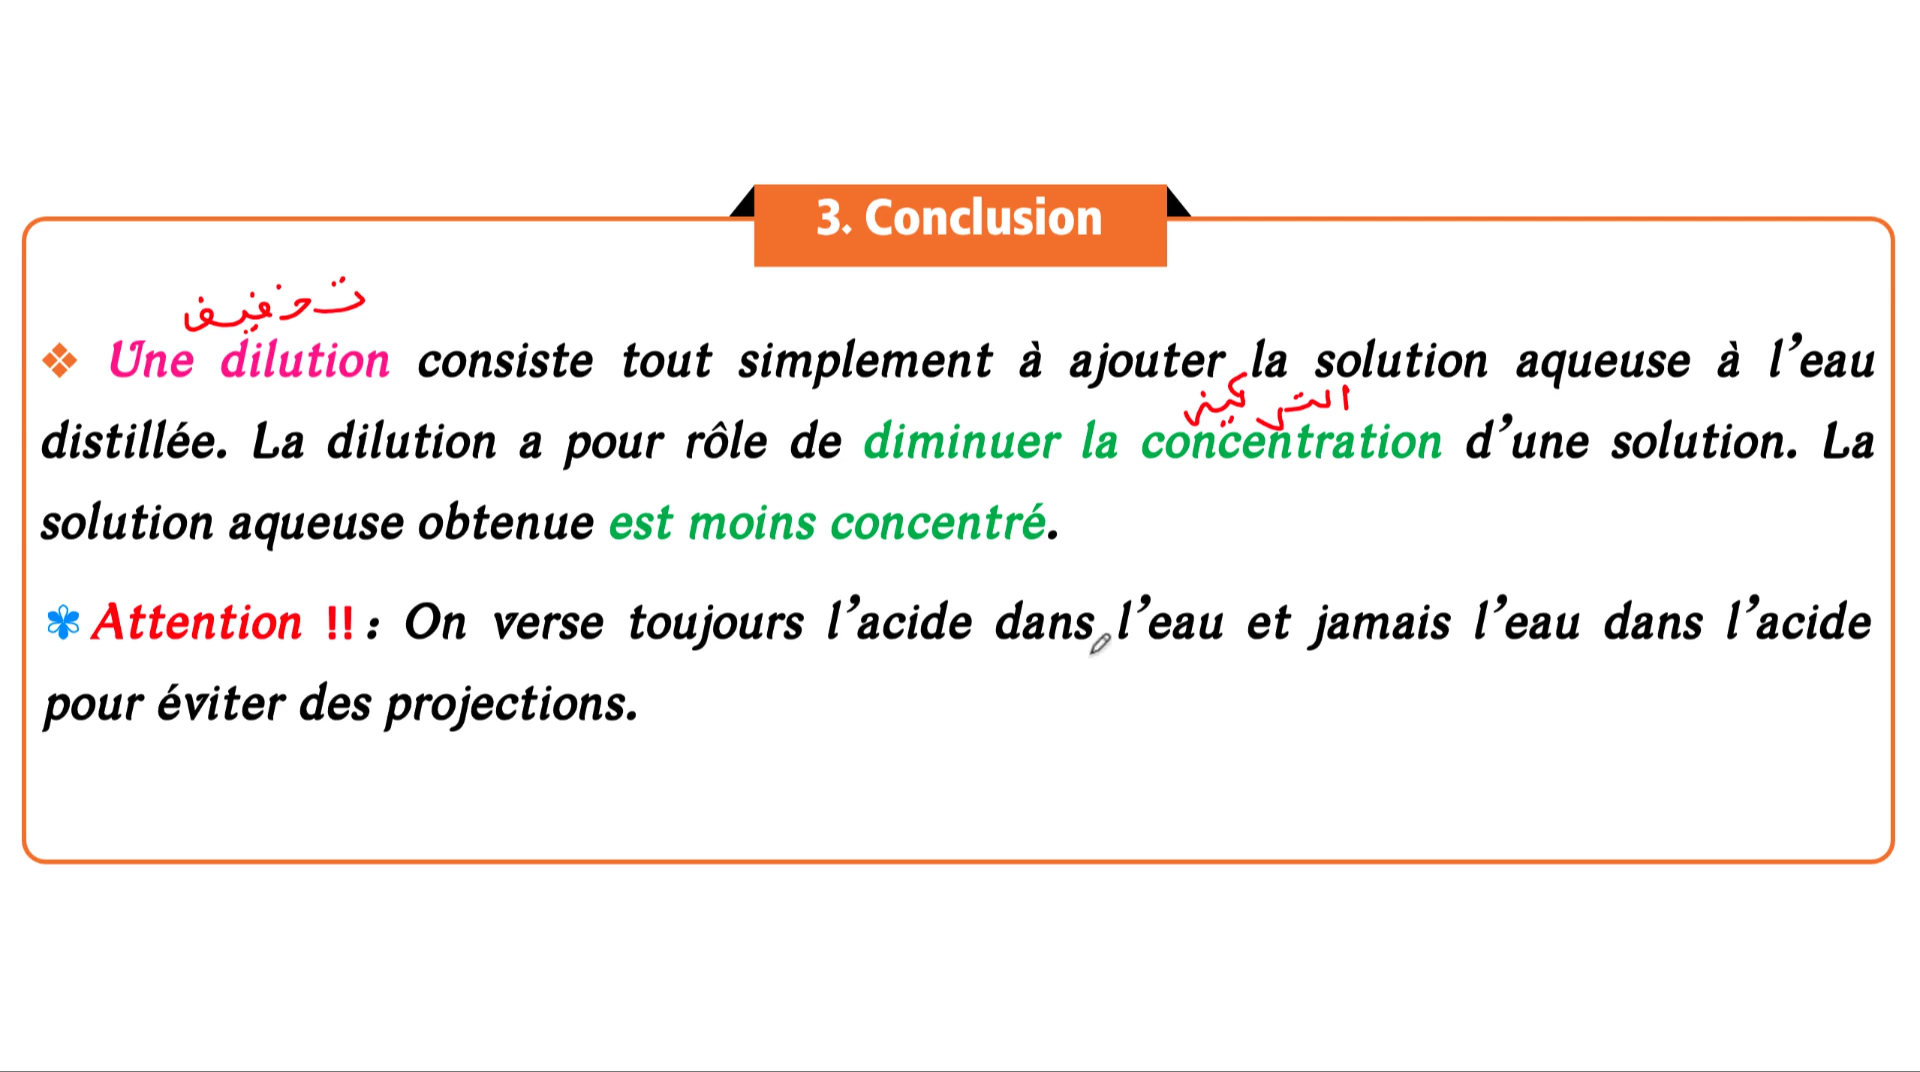 3. Conclusion
تخفيف
❖ Une dilution consiste tout simplement à ajouter la solution aqueuse à l’eau
التركيز
distillée. La dilution a pour rôle de diminuer la concentration d’une solution. La
solution aqueuse obtenue est moins concentré.
Attention !! : On verse toujours l’acide dans l’eau et jamais l’eau dans l’acide
pour éviter des projections.